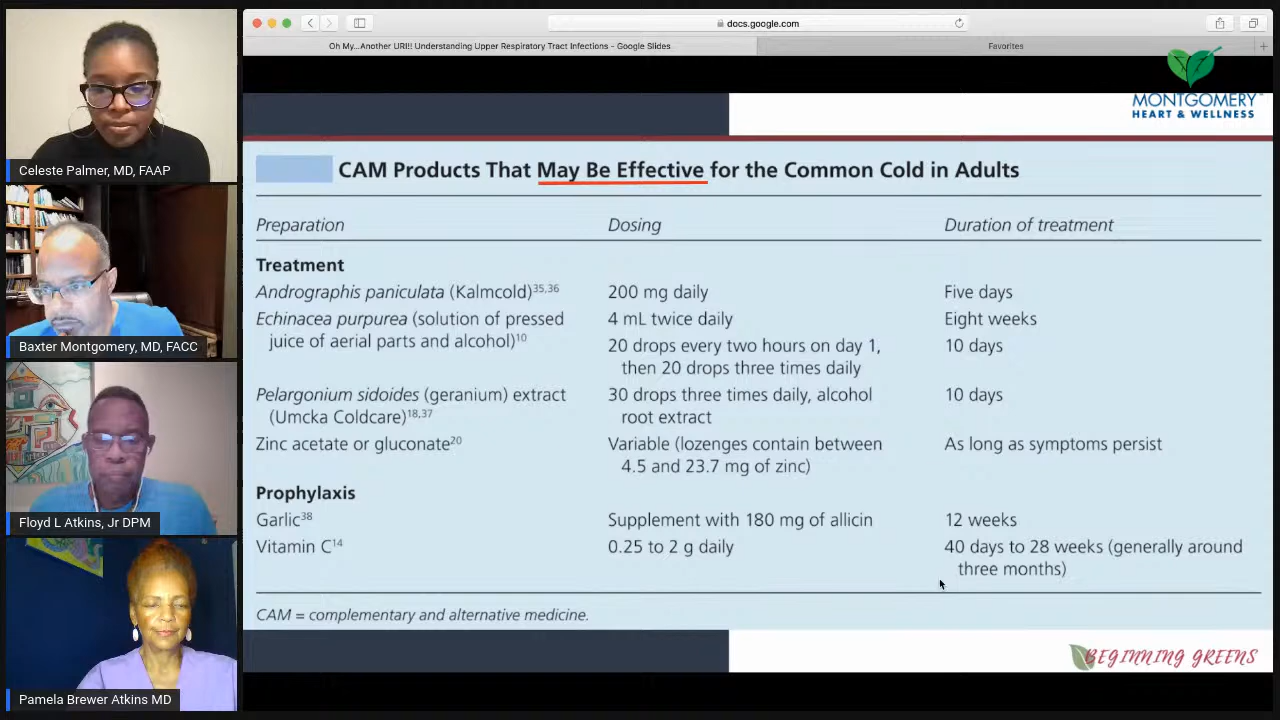 docs.google.com
Oh My...Another URI!! Understanding Upper Respiratory Tract Infections - Google Slides
Favorites
MONTGOMERY
HEART & WELLNESS
CAM Products That May Be Effective for the Common Cold in Adults
Preparation Dosing Duration of treatment
Treatment
Andrographis paniculata (Kalmcold)35,36 200 mg daily Five days
Echinacea purpurea (solution of pressed 4 mL twice daily Eight weeks
juice of aerial parts and alcohol)10 20 drops every two hours on day 1, 10 days
then 20 drops three times daily
Pelargonium sidoides (geranium) extract 30 drops three times daily, alcohol 10 days
(Umcka Coldcare)18,37 root extract
Zinc acetate or gluconate20 Variable (lozenges contain between As long as symptoms persist
4.5 and 23.7 mg of zinc)
Prophylaxis
Garlic38 Supplement with 180 mg of allicin 12 weeks
Vitamin C14 0.25 to 2 g daily 40 days to 28 weeks (generally around
three months)
CAM = complementary and alternative medicine.
BEGINNING GREENS
Celeste Palmer, MD, FAAP
Baxter Montgomery, MD, FACC
Floyd L Atkins, Jr DPM
Pamela Brewer Atkins MD